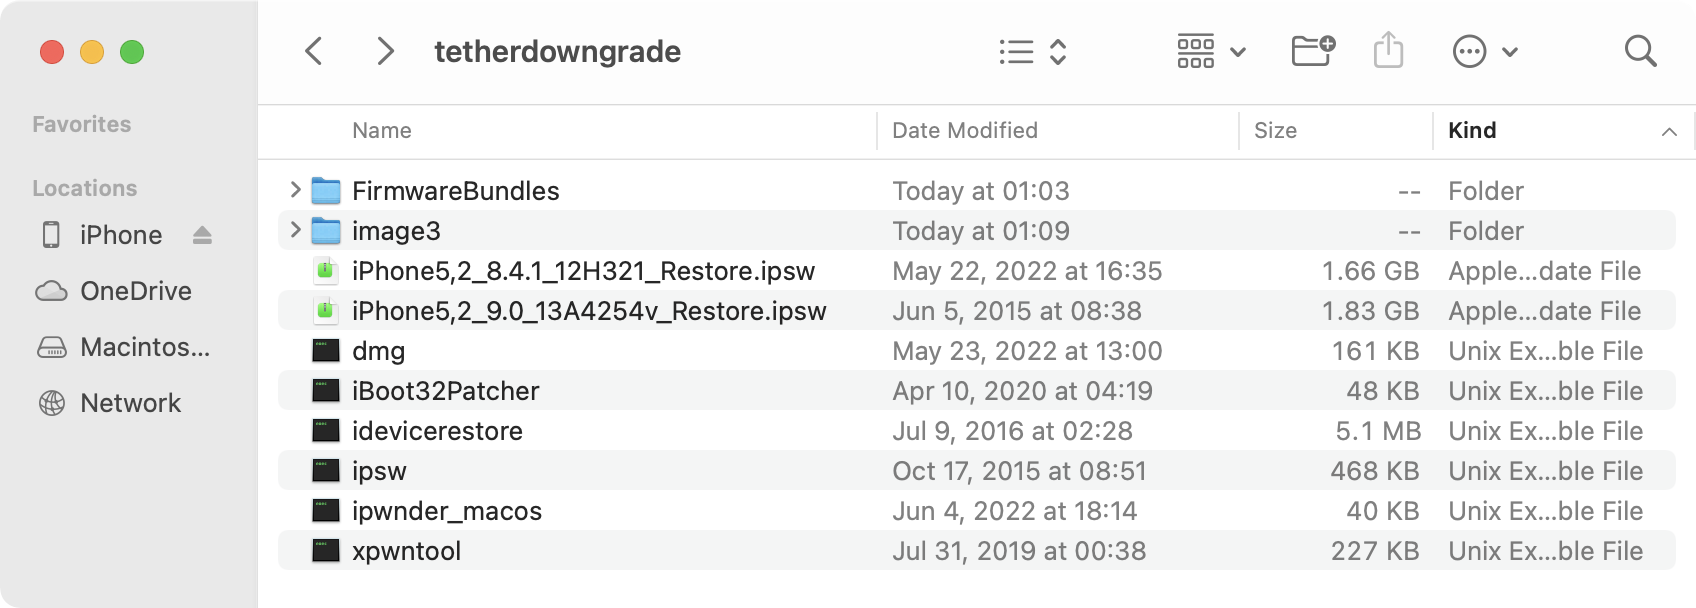 tetherdowngrade
Favorites
Locations
iPhone
OneDrive
Macintos...
Network
Name Date Modified Size Kind
FirmwareBundles Today at 01:03 -- Folder
image3 Today at 01:09 -- Folder
iPhone5,2_8.4.1_12H321_Restore.ipsw May 22, 2022 at 16:35 1.66 GB Apple...date File
iPhone5,2_9.0_13A4254v_Restore.ipsw Jun 5, 2015 at 08:38 1.83 GB Apple...date File
dmg May 23, 2022 at 13:00 161 KB Unix Ex...ble File
iBoot32Patcher Apr 10, 2020 at 04:19 48 KB Unix Ex...ble File
idevicerestore Jul 9, 2016 at 02:28 5.1 MB Unix Ex...ble File
ipsw Oct 17, 2015 at 08:51 468 KB Unix Ex...ble File
ipwnder_macos Jun 4, 2022 at 18:14 40 KB Unix Ex...ble File
xpwntool Jul 31, 2019 at 00:38 227 KB Unix Ex...ble File